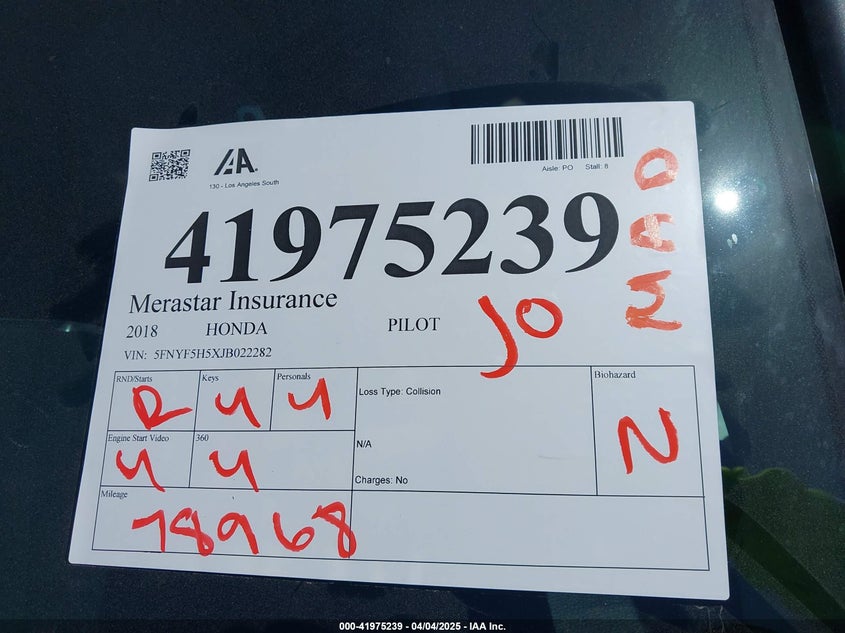 IAA.
130 - Los Angeles South
Aisle: PO Stall: 8
41975239
Merastar Insurance
2018 HONDA PILOT
JO
VIN: 5FNYF5H5XJB022282
RND/Starts Keys Personals
R Y Y
Loss Type: Collision
Biohazard
N
Engine Start Video 360
Y Y
N/A
Charges: No
Mileage
78968
000-41975239 - 04/04/2025 - IAA Inc.